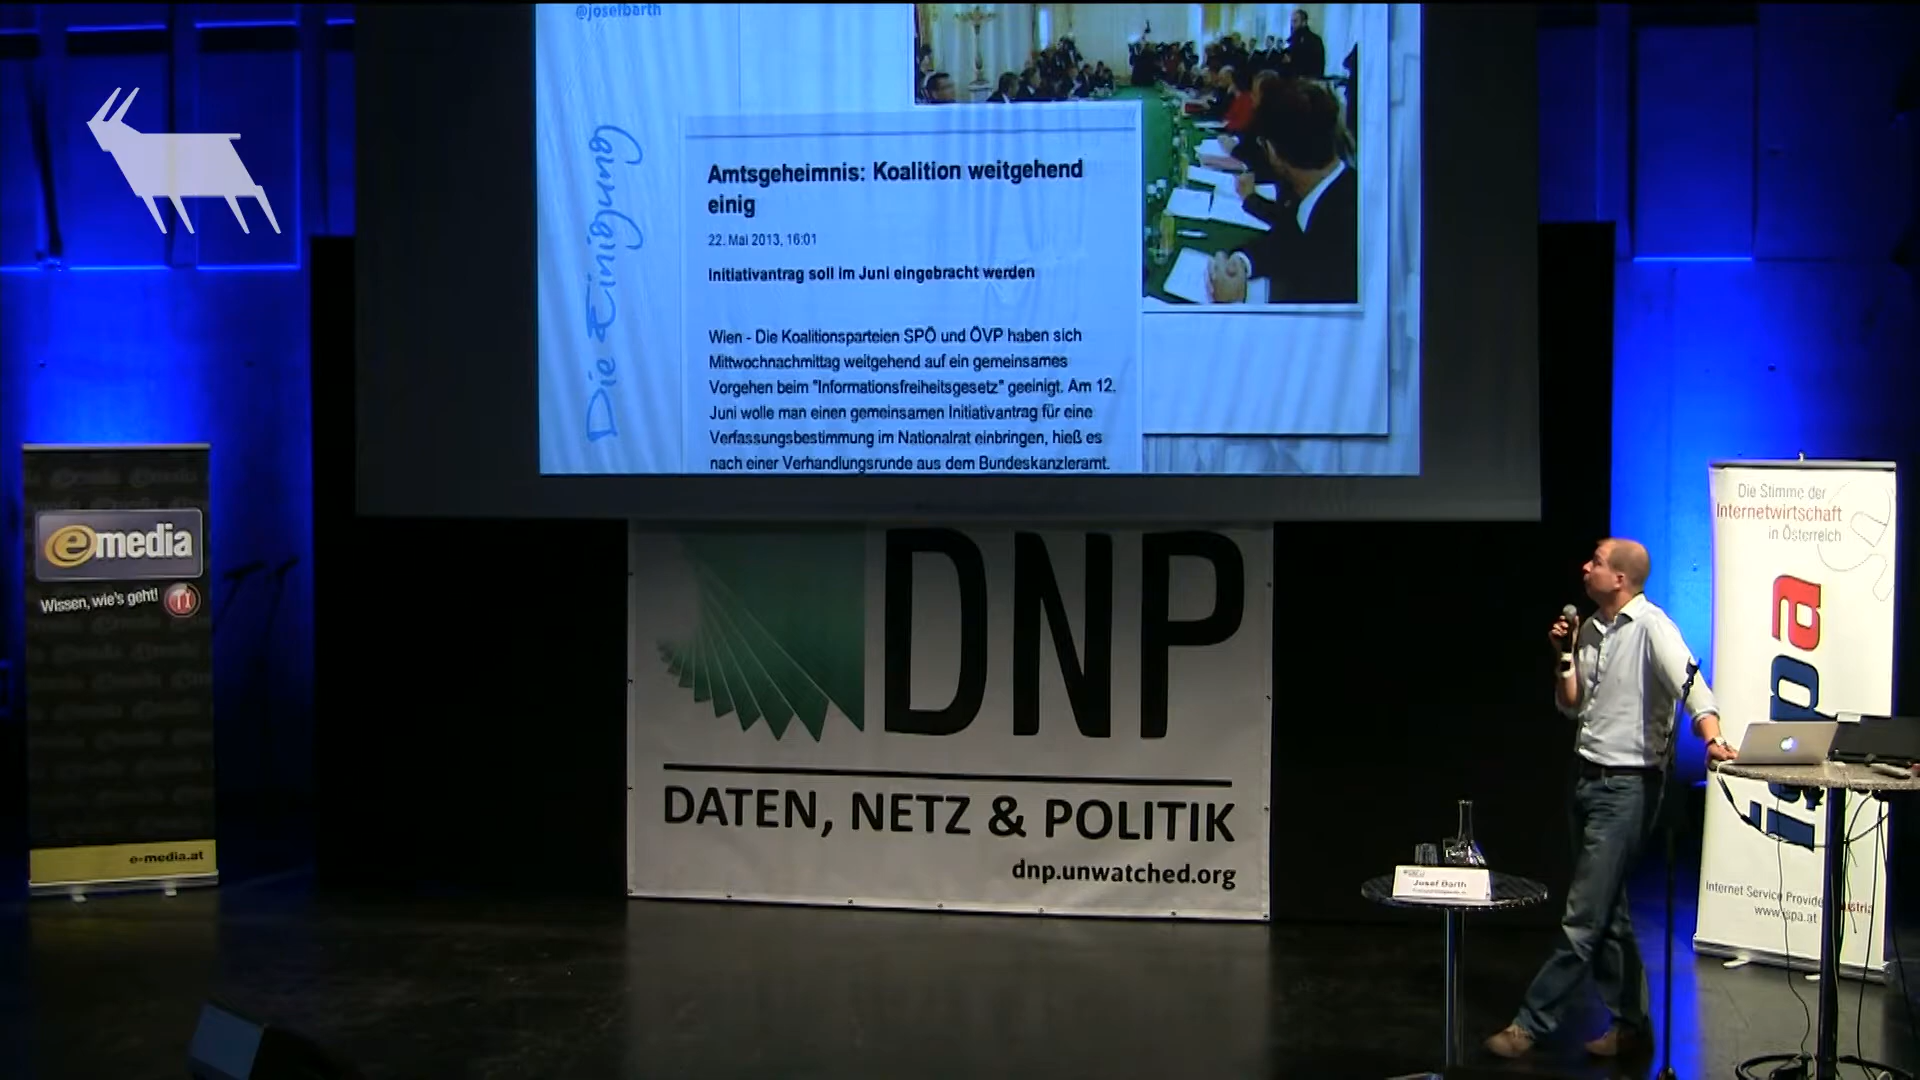 @josefbarth
Die Einigung
Amtsgeheimnis: Koalition weitgehend
einig
22. Mai 2013, 16:01
Initiativantrag soll im Juni eingebracht werden
Wien - Die Koalitionsparteien SPÖ und ÖVP haben sich
Mittwochnachmittag weitgehend auf ein gemeinsames
Vorgehen beim "Informationsfreiheitsgesetz" geeinigt. Am 12.
Juni wolle man einen gemeinsamen Initiativantrag für eine
Verfassungsbestimmung im Nationalrat einbringen, hieß es
nach einer Verhandlungsrunde aus dem Bundeskanzleramt.
e-media
Wissen, wie's geht!
e-media.at
DNP
DATEN, NETZ & POLITIK
dnp.unwatched.org
Josef Barth
Die Stimme der
Internetwirtschaft
in Österreich
ispa
Internet Service Provide ustria
www.ispa.at